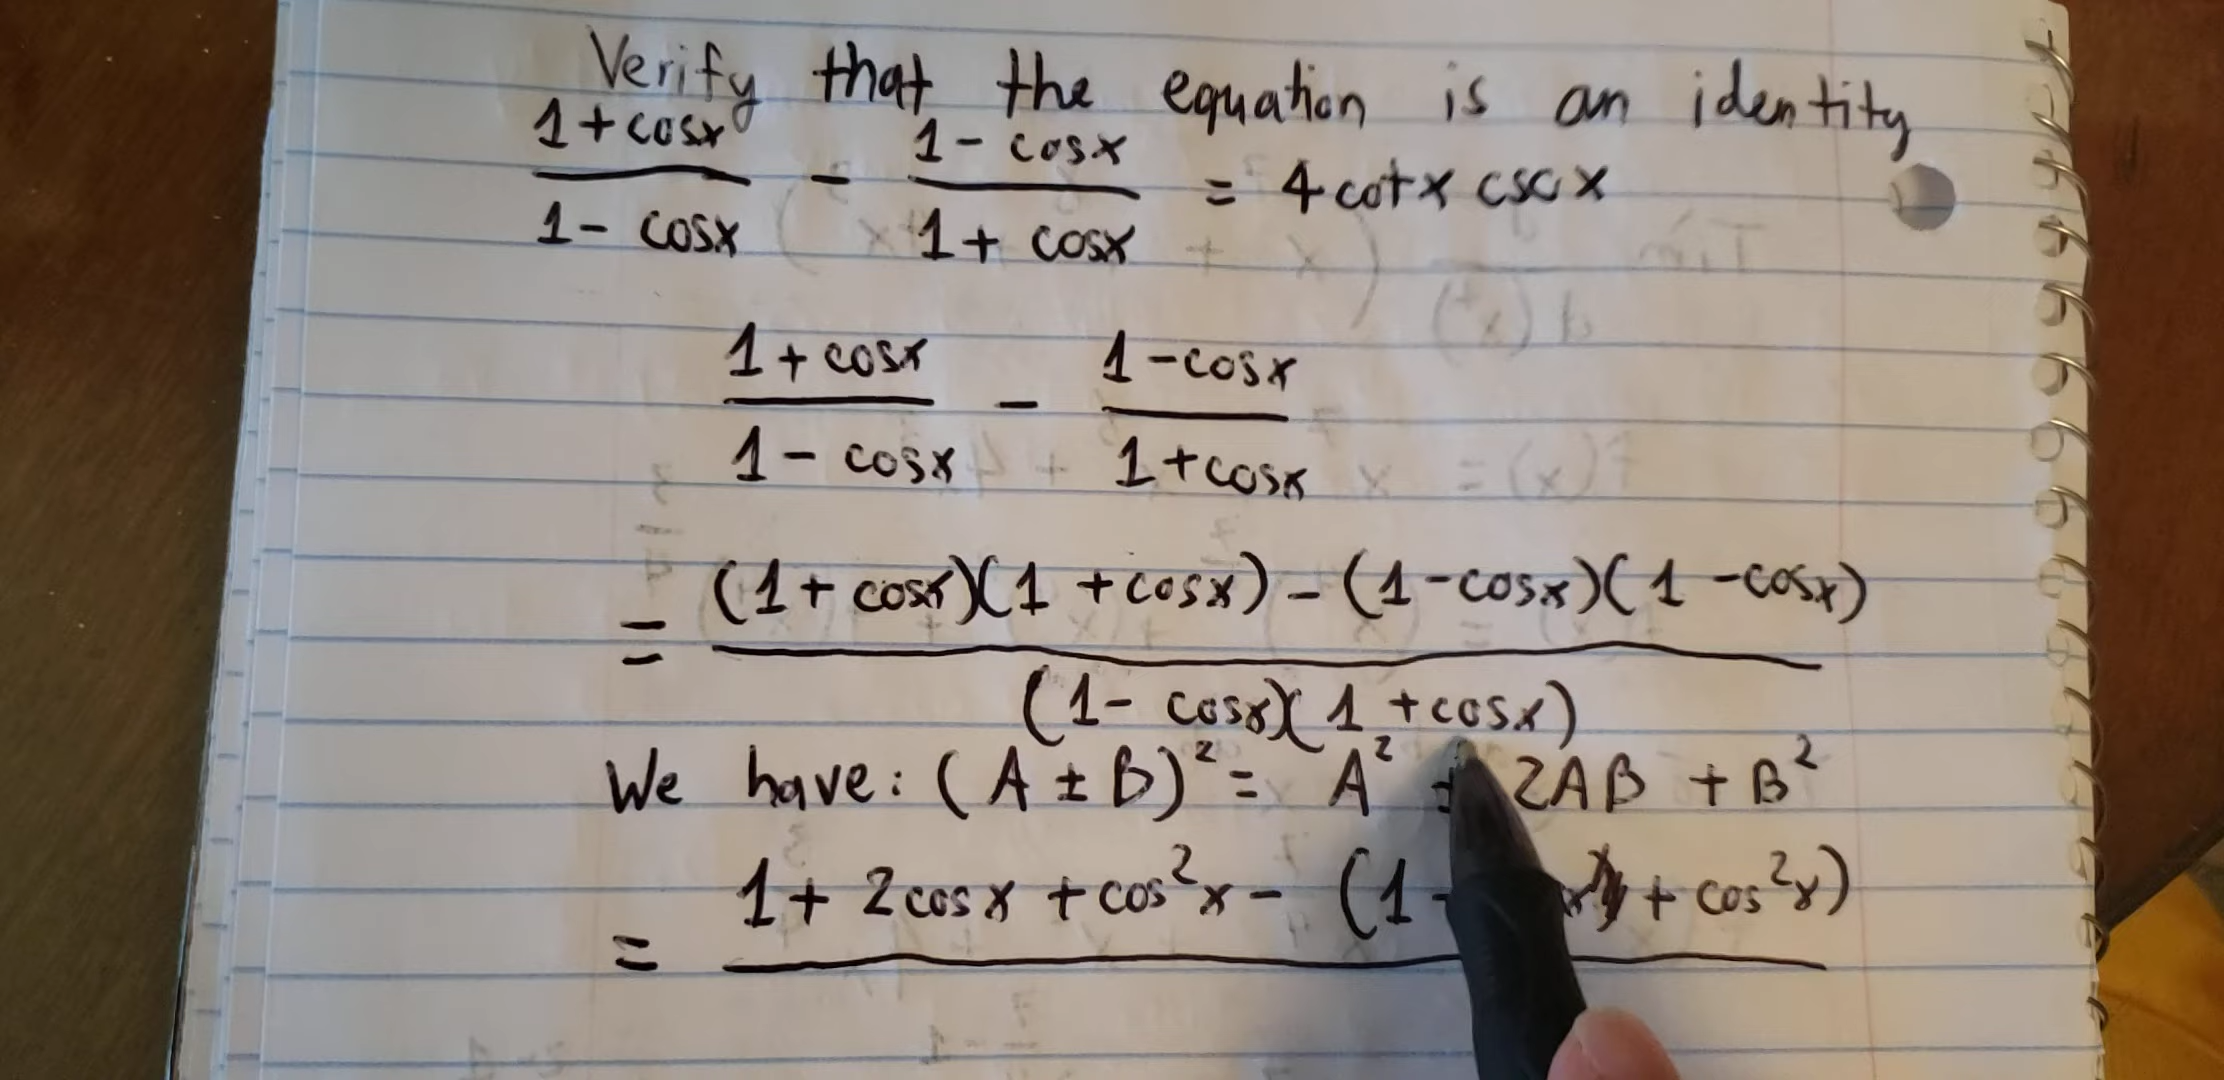 Verify that the equation is an identity
1+cosx / 1-cosx - 1-cosx / 1+cosx = 4cotx cscx
1+cosx / 1-cosx - 1-cosx / 1+cosx
= (1+cosx)(1+cosx)-(1-cosx)(1-cosx) / (1-cosx)(1+cosx)
We have: (A±B)² = A² ± 2AB + B²
= 1+2cosx+cos²x-(1- x+cos²x)